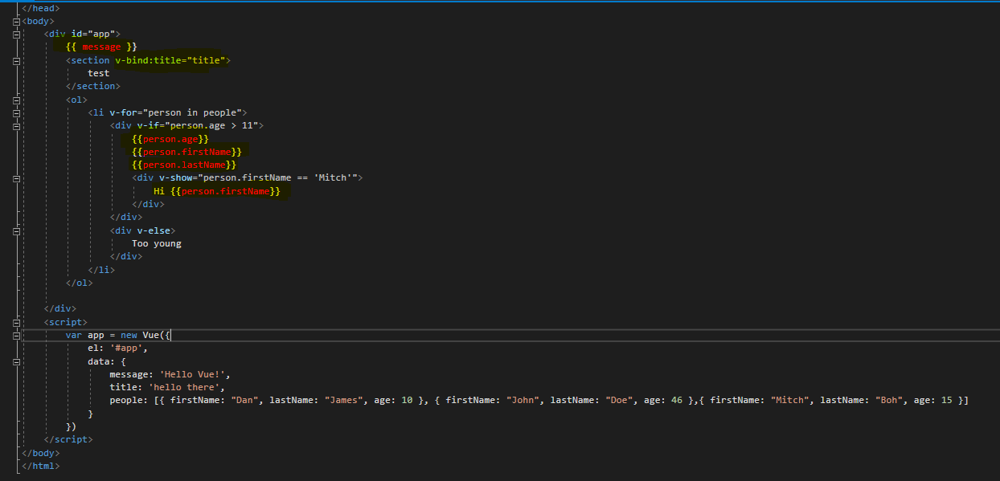 </head>
<body>
<div id="app">
{{ message }}
<section v-bind:title="title">
test
</section>
<ol>
<li v-for="person in people">
<div v-if="person.age > 11">
{{person.age}}
{{person.firstName}}
{{person.lastName}}
<div v-show="person.firstName == 'Mitch'">
Hi {{person.firstName}}
</div>
</div>
<div v-else>
Too young
</div>
</li>
</ol>
</div>
<script>
var app = new Vue({
el: '#app',
data: {
message: 'Hello Vue!',
title: 'hello there',
people: [{ firstName: "Dan", lastName: "James", age: 10 }, { firstName: "John", lastName: "Doe", age: 46 },{ firstName: "Mitch", lastName: "Boh", age: 15 }]
}
})
</script>
</body>
</html>